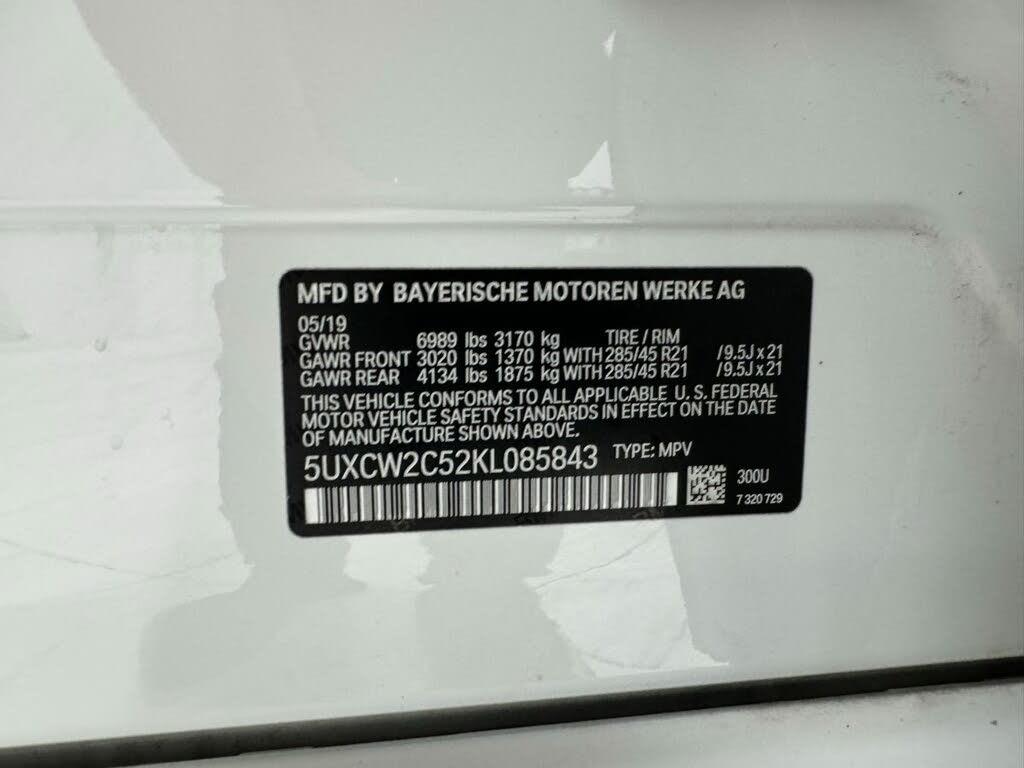 MFD BY BAYERISCHE MOTOREN WERKE AG
05/19
GVWR 6989 lbs 3170 kg TIRE / RIM
GAWR FRONT 3020 lbs 1370 kg WITH 285/45 R21 /9.5J x 21
GAWR REAR 4134 lbs 1875 kg WITH 285/45 R21 /9.5J x 21
THIS VEHICLE CONFORMS TO ALL APPLICABLE U.S. FEDERAL
MOTOR VEHICLE SAFETY STANDARDS IN EFFECT ON THE DATE
OF MANUFACTURE SHOWN ABOVE.
5UXCW2C52KL085843 TYPE: MPV
300U
7 320 729